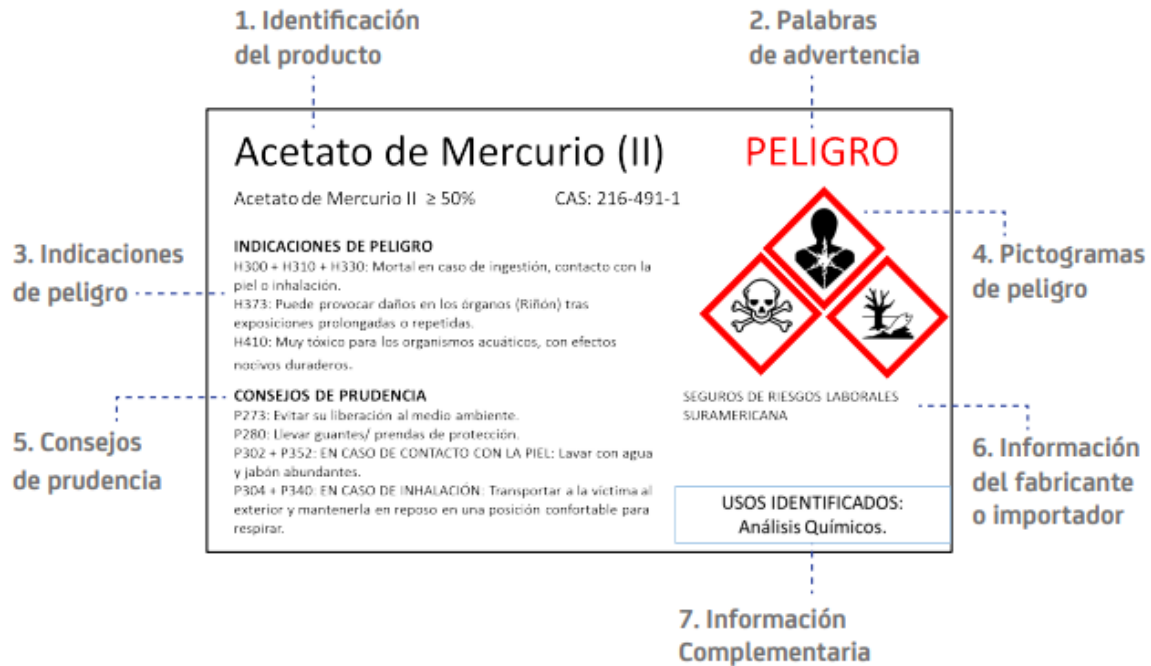 1. Identificación
del producto
2. Palabras
de advertencia
Acetato de Mercurio (II)
PELIGRO
Acetato de Mercurio II ≥ 50%
CAS: 216-491-1
3. Indicaciones
de peligro
INDICACIONES DE PELIGRO
H300 + H310 + H330: Mortal en caso de ingestión, contacto con la
piel o inhalación.
H373: Puede provocar daños en los órganos (Riñón) tras
exposiciones prolongadas o repetidas.
H410: Muy tóxico para los organismos acuáticos, con efectos
nocivos duraderos.
4. Pictogramas
de peligro
5. Consejos
de prudencia
CONSEJOS DE PRUDENCIA
P273: Evitar su liberación al medio ambiente.
P280: Llevar guantes/ prendas de protección.
P302 + P352: EN CASO DE CONTACTO CON LA PIEL: Lavar con agua
y jabón abundantes.
P304 + P340: EN CASO DE INHALACIÓN: Transportar a la víctima al
exterior y mantenerla en reposo en una posición confortable para
respirar.
SEGUROS DE RIESGOS LABORALES
SURAMERICANA
6. Información
del fabricante
o importador
USOS IDENTIFICADOS:
Análisis Químicos.
7. Información
Complementaria